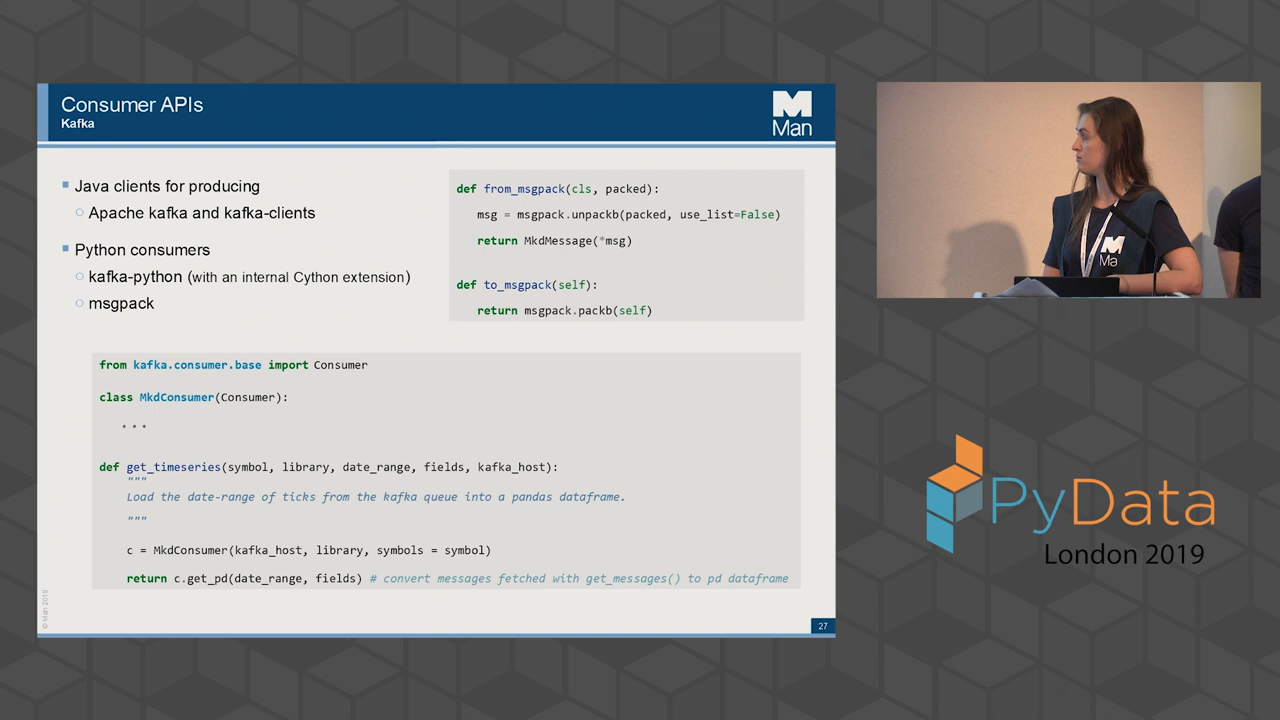 Consumer APIs
Kafka
Man
Java clients for producing
Apache kafka and kafka-clients
Python consumers
kafka-python (with an internal Cython extension)
msgpack
def from_msgpack(cls, packed):
msg = msgpack.unpackb(packed, use_list=False)
return MkdMessage(*msg)
def to_msgpack(self):
return msgpack.packb(self)
from kafka.consumer.base import Consumer
class MkdConsumer(Consumer):
...
def get_timeseries(symbol, library, date_range, fields, kafka_host):
"""
Load the date-range of ticks from the kafka queue into a pandas dataframe.
"""
c = MkdConsumer(kafka_host, library, symbols = symbol)
return c.get_pd(date_range, fields) # convert messages fetched with get_messages() to pd dataframe
© Man 2019
27
Ma
PyData
London 2019